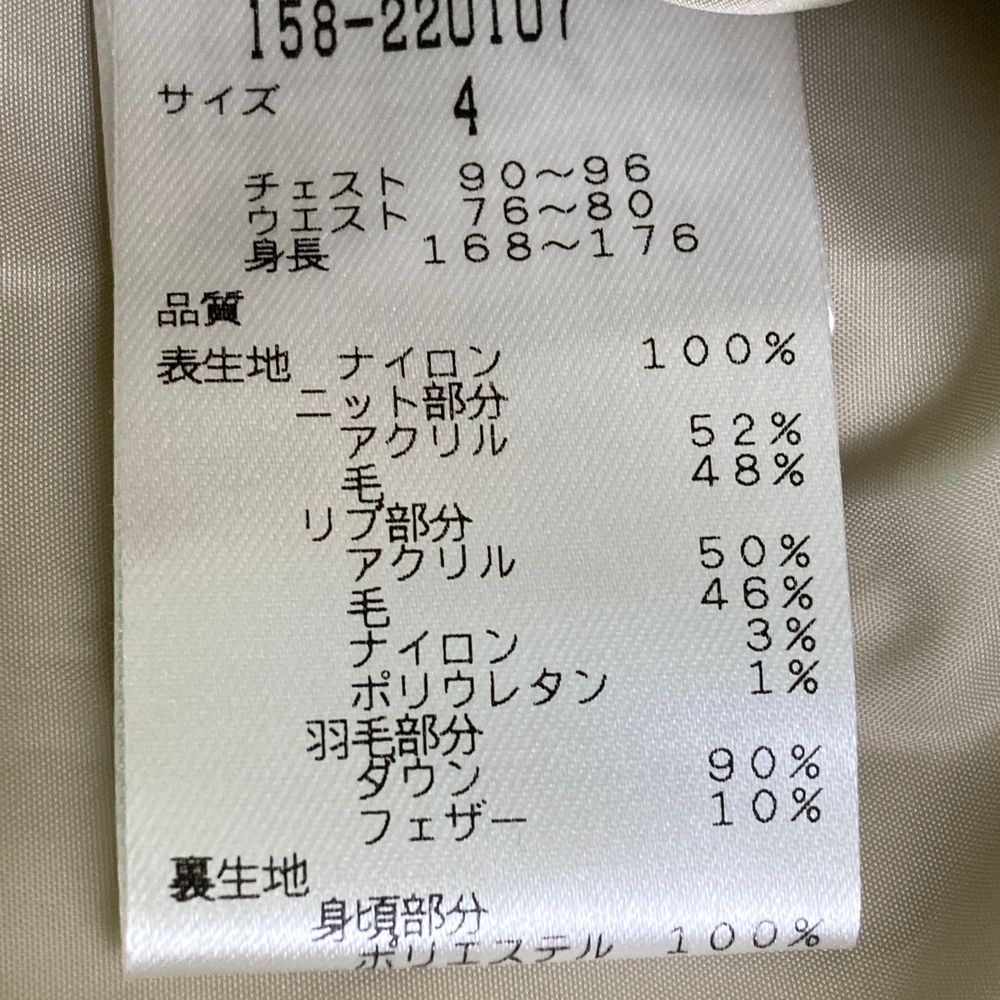 158-220107
サイズ 4
チェスト 90～96
ウエスト 76～80
身長 168～176
品質
表生地 ナイロン 100%
ニット部分
アクリル 52%
毛 48%
リブ部分
アクリル 50%
毛 46%
ナイロン 3%
ポリウレタン 1%
羽毛部分
ダウン 90%
フェザー 10%
裏生地
身頃部分
ポリエステル 100%